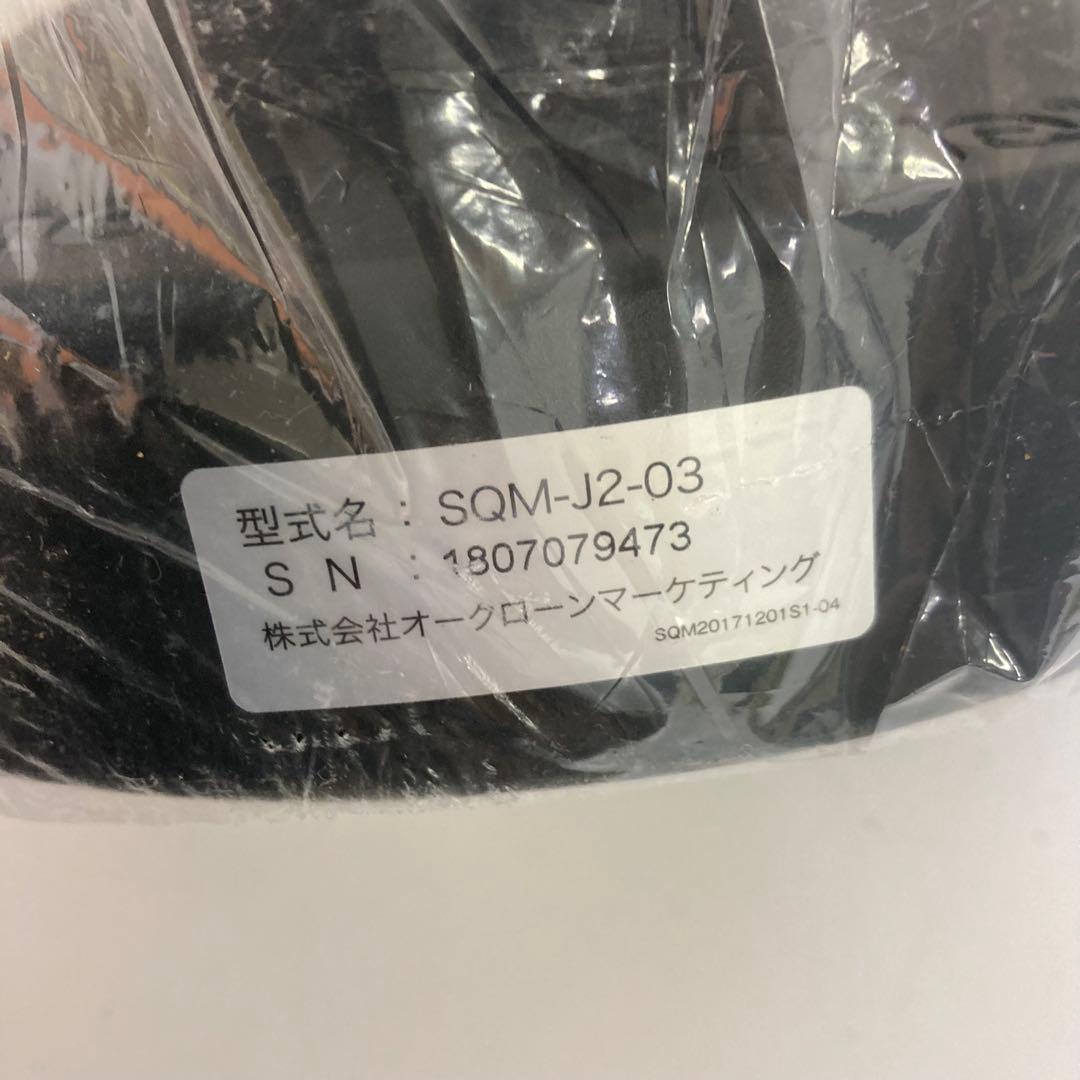 型式名 : SQM-J2-03
S N : 1807079473
株式会社オークローンマーケティング
SQM20171201S1-04